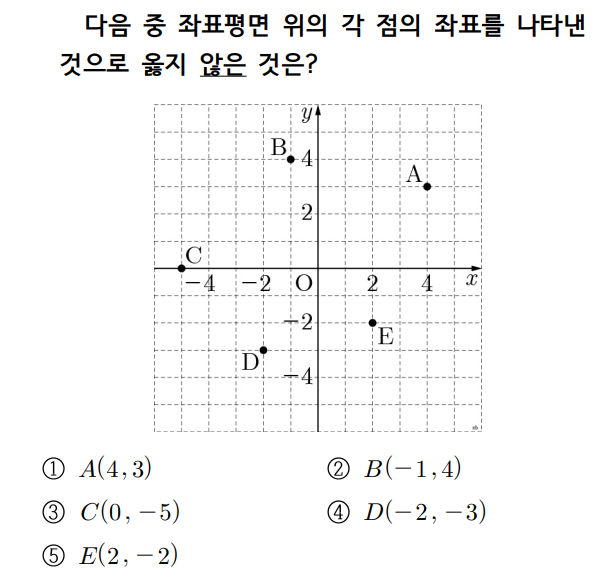 다음 중 좌표평면 위의 각 점의 좌표를 나타낸
것으로 옳지 않은 것은?
y
B 4
A
2
C
−4 −2 O 2 4 x
−2
E
D
−4
① A(4, 3) ② B(−1, 4)
③ C(0, −5) ④ D(−2, −3)
⑤ E(2, −2)